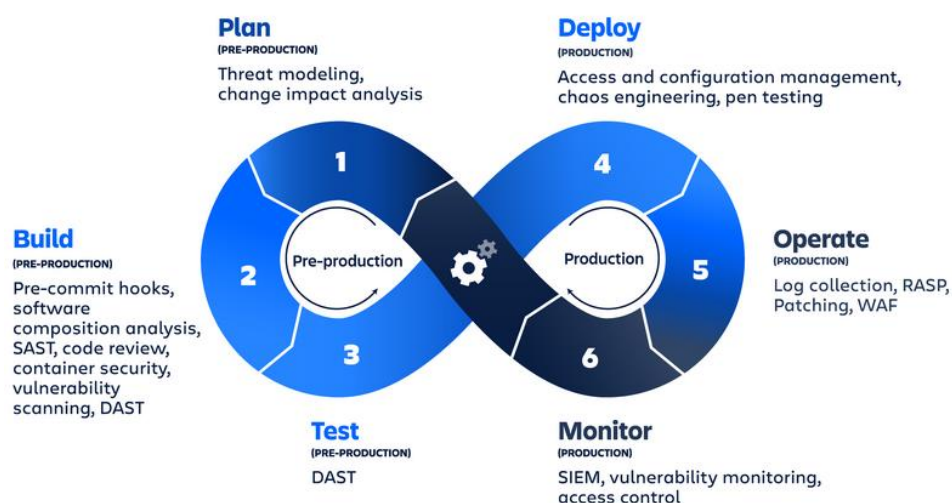 Plan
(PRE-PRODUCTION)
Threat modeling,
change impact analysis
Deploy
(PRODUCTION)
Access and configuration management,
chaos engineering, pen testing
1
4
Build
(PRE-PRODUCTION)
Pre-commit hooks,
software
composition analysis,
SAST, code review,
container security,
vulnerability
scanning, DAST
2
Pre-production
Production
5
Operate
(PRODUCTION)
Log collection, RASP,
Patching, WAF
3
6
Test
(PRE-PRODUCTION)
DAST
Monitor
(PRODUCTION)
SIEM, vulnerability monitoring,
access control